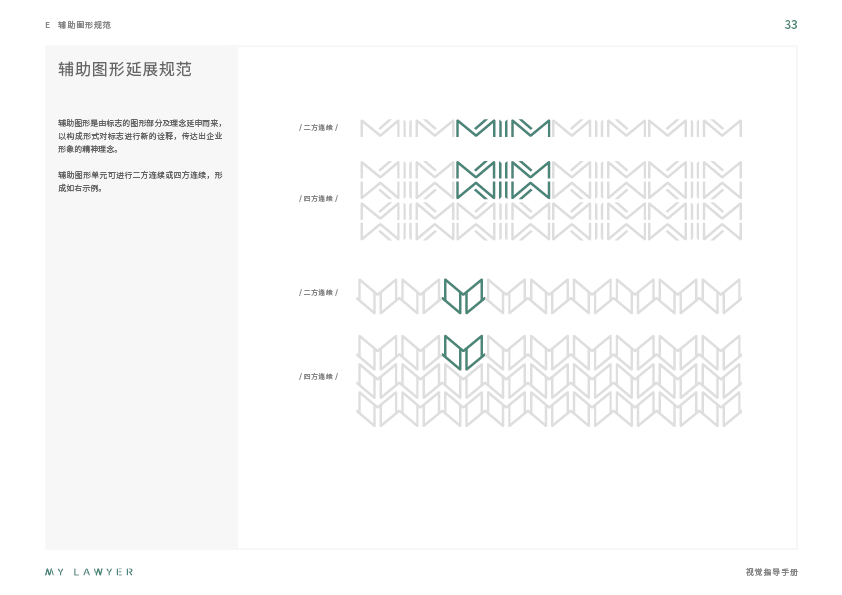 E 辅助图形规范
33
辅助图形延展规范
辅助图形是由标志的图形部分及理念延申而来，
以构成形式对标志进行新的诠释，传达出企业
形象的精神理念。
辅助图形单元可进行二方连续或四方连续，形
成如右示例。
/ 二方连续 /
/ 四方连续 /
/ 二方连续 /
/ 四方连续 /
MY LAWYER
视觉指导手册